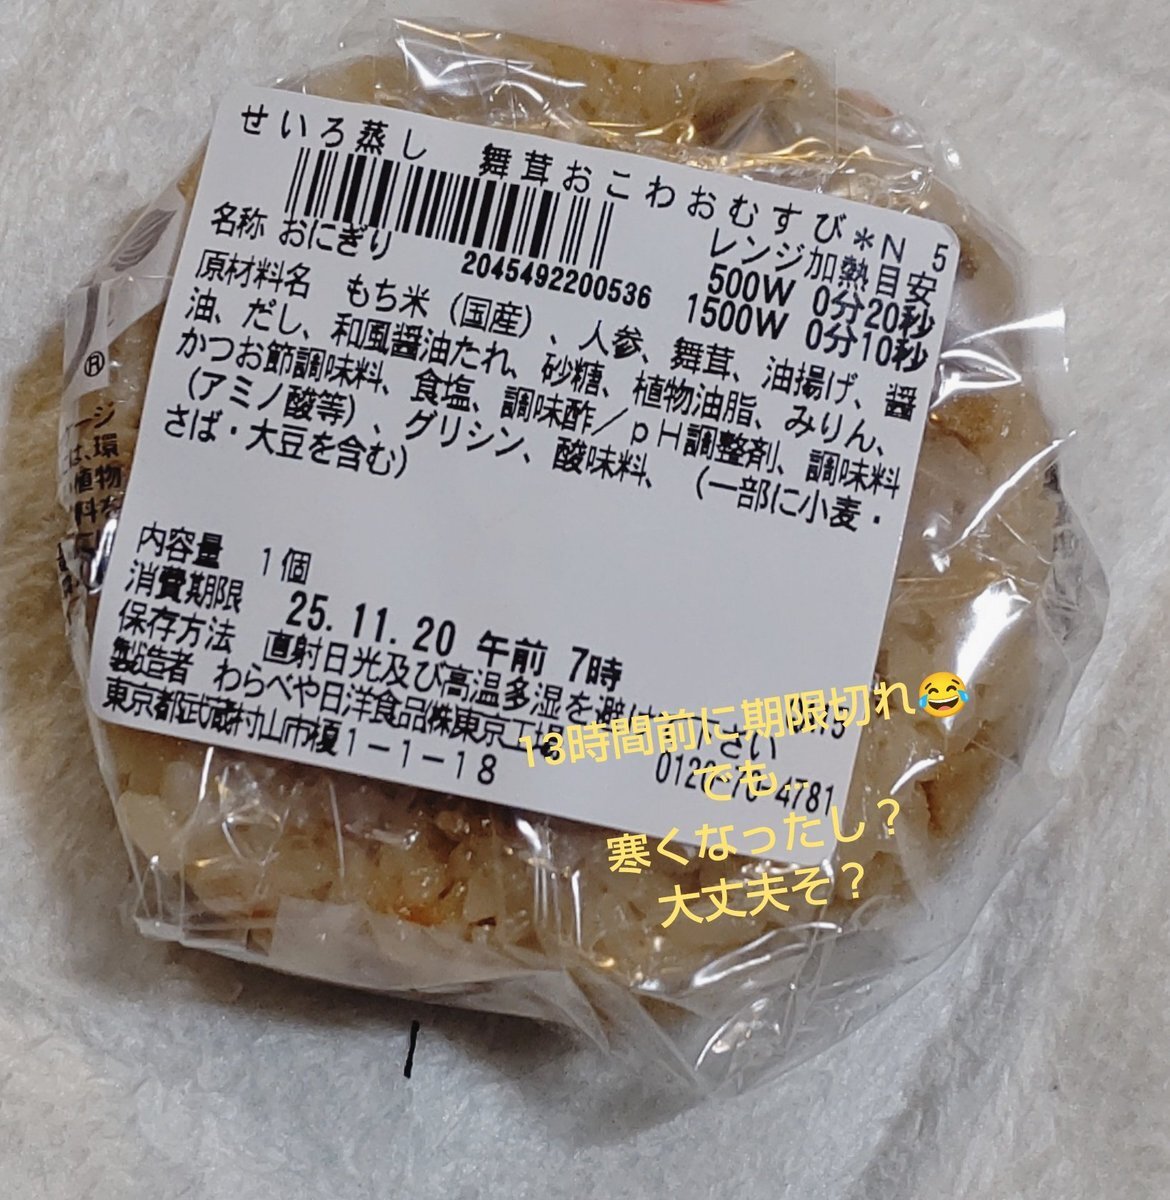 せいろ蒸し 舞茸おこわおむすび*N 5
レンジ加熱目安
500W 0分20秒
1500W 0分10秒
2045492200536
名称 おにぎり
原材料名 もち米(国産)、人参、舞茸、油揚げ、醤
油、だし、和風醤油たれ、砂糖、植物油脂、みりん、
かつお節調味料、食塩、調味酢/pH調整剤、調味料
(アミノ酸等)、グリシン、酸味料、(一部に小麦・
さば・大豆を含む)
内容量 1個
消費期限 25.11.20 午前 7時
保存方法 直射日光及び高温多湿を避け
さい
製造者 わらべや日洋食品㈱東京工場
東京都武蔵村山市榎1-1-18
®
13時間前に期限切れ😂
でも…
寒くなったし？
大丈夫そ？